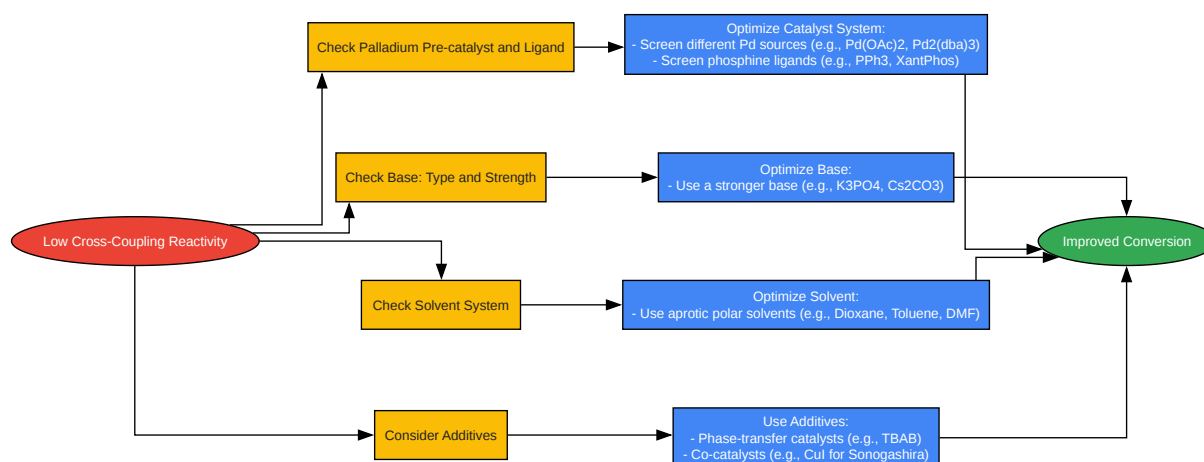 Optimize Catalyst System:
- Screen different Pd sources (e.g., Pd(OAc)2, Pd2(dba)3)
- Screen phosphine ligands (e.g., PPh3, XantPhos)
Check Palladium Pre-catalyst and Ligand
Check Base: Type and Strength
Optimize Base:
- Use a stronger base (e.g., K3PO4, Cs2CO3)
Low Cross-Coupling Reactivity
Improved Conversion
Check Solvent System
Optimize Solvent:
- Use aprotic polar solvents (e.g., Dioxane, Toluene, DMF)
Consider Additives
Use Additives:
- Phase-transfer catalysts (e.g., TBAB)
- Co-catalysts (e.g., CuI for Sonogashira)